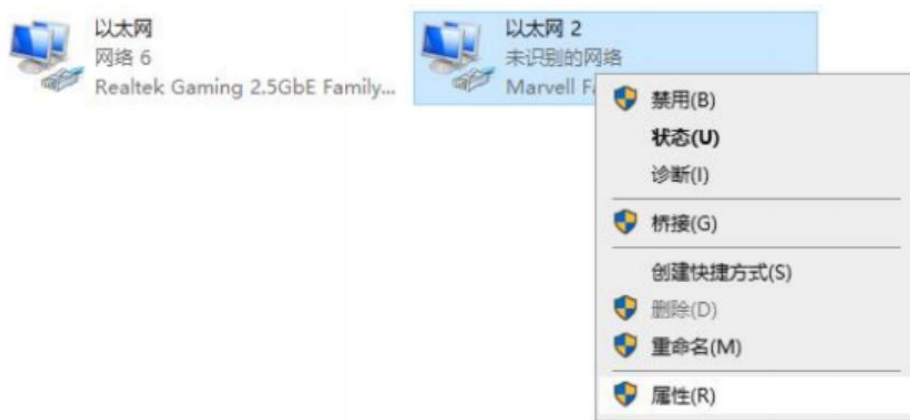 以太网
网络 6
Realtek Gaming 2.5GbE Family...
以太网 2
未识别的网络
Marvell
禁用(B)
状态(U)
诊断(I)
桥接(G)
创建快捷方式(S)
删除(D)
重命名(M)
属性(R)